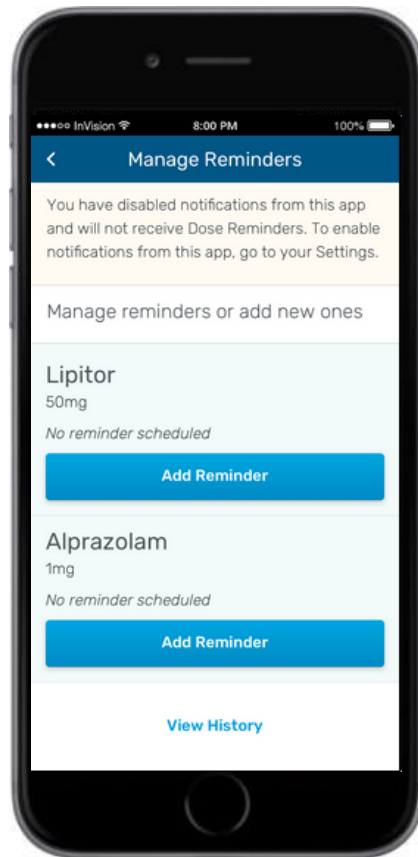 InVision 8:00 PM 100%
Manage Reminders
You have disabled notifications from this app
and will not receive Dose Reminders. To enable
notifications from this app, go to your Settings.
Manage reminders or add new ones
Lipitor
50mg
No reminder scheduled
Add Reminder
Alprazolam
1mg
No reminder scheduled
Add Reminder
View History